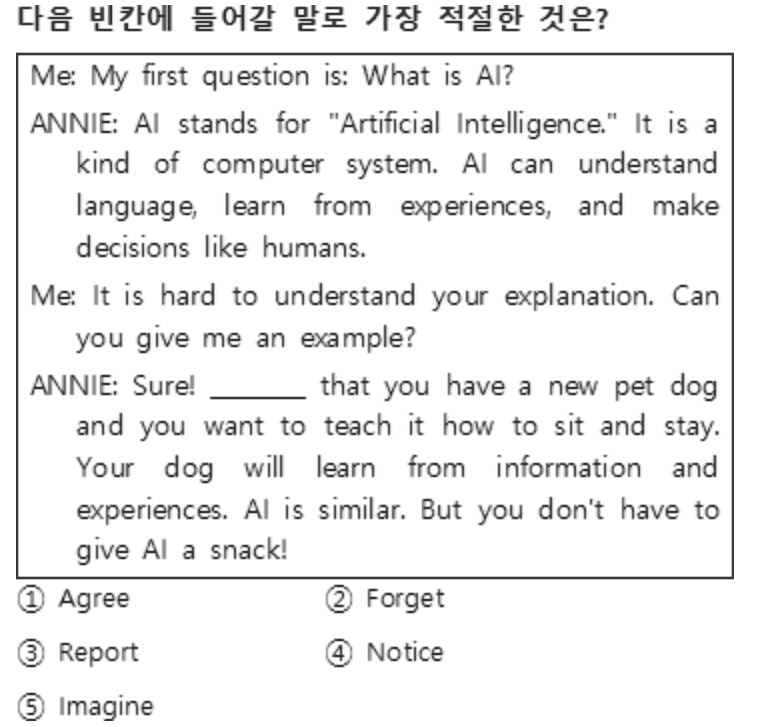 다음 빈칸에 들어갈 말로 가장 적절한 것은?
Me: My first question is: What is AI?
ANNIE: AI stands for "Artificial Intelligence." It is a
kind of computer system. AI can understand
language, learn from experiences, and make
decisions like humans.
Me: It is hard to understand your explanation. Can
you give me an example?
ANNIE: Sure! _______ that you have a new pet dog
and you want to teach it how to sit and stay.
Your dog will learn from information and
experiences. AI is similar. But you don't have to
give AI a snack!
① Agree ② Forget
③ Report ④ Notice
⑤ Imagine